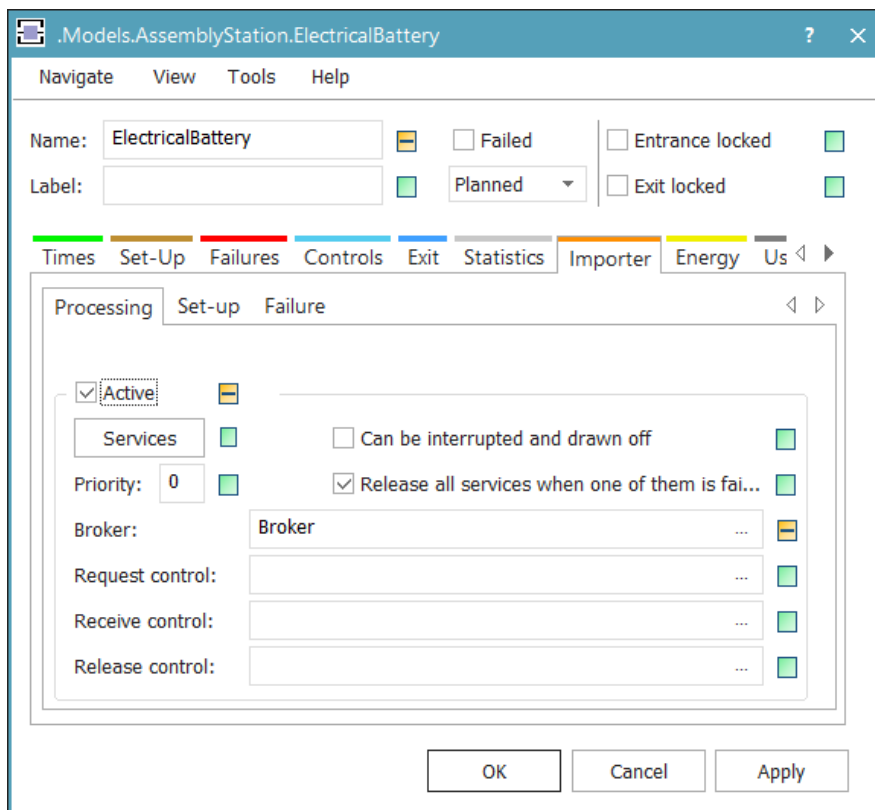 .Models.AssemblyStation.ElectricalBattery ? ×
Navigate View Tools Help
Name: ElectricalBattery Failed Entrance locked
Label: Planned Exit locked
Times Set-Up Failures Controls Exit Statistics Importer Energy Us
Processing Set-up Failure
Active
Services Can be interrupted and drawn off
Priority: 0 Release all services when one of them is fai...
Broker: Broker ...
Request control: ...
Receive control: ...
Release control: ...
OK Cancel Apply